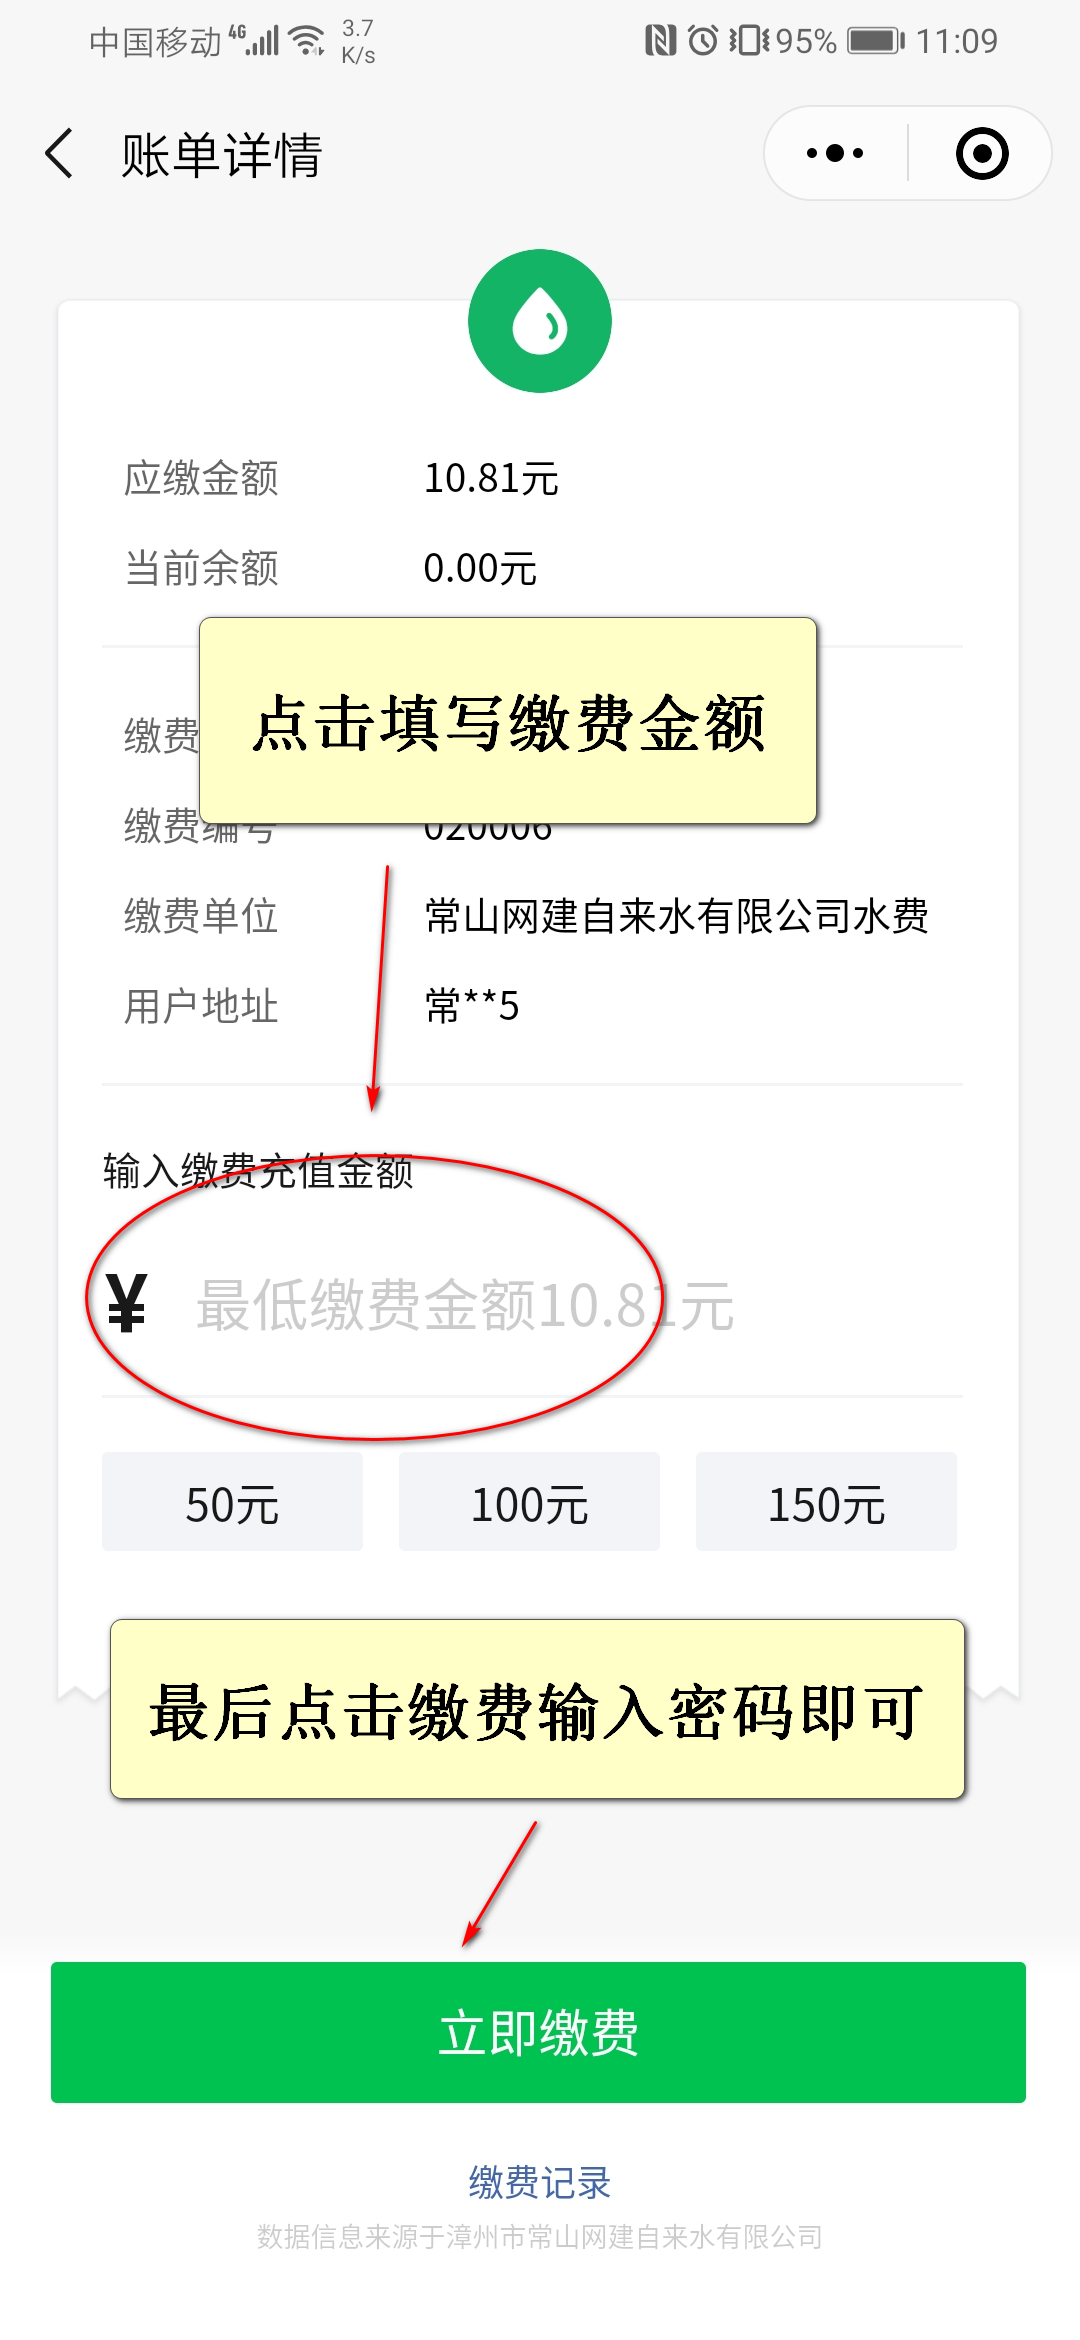 中国移动 4G 3.7 K/s 95% 11:09
账单详情
应缴金额 10.81元
当前余额 0.00元
点击填写缴费金额
缴费
缴费编号 020006
缴费单位 常山网建自来水有限公司水费
用户地址 常**5
输入缴费充值金额
¥ 最低缴费金额10.81元
50元 100元 150元
最后点击缴费输入密码即可
立即缴费
缴费记录
数据信息来源于漳州市常山网建自来水有限公司